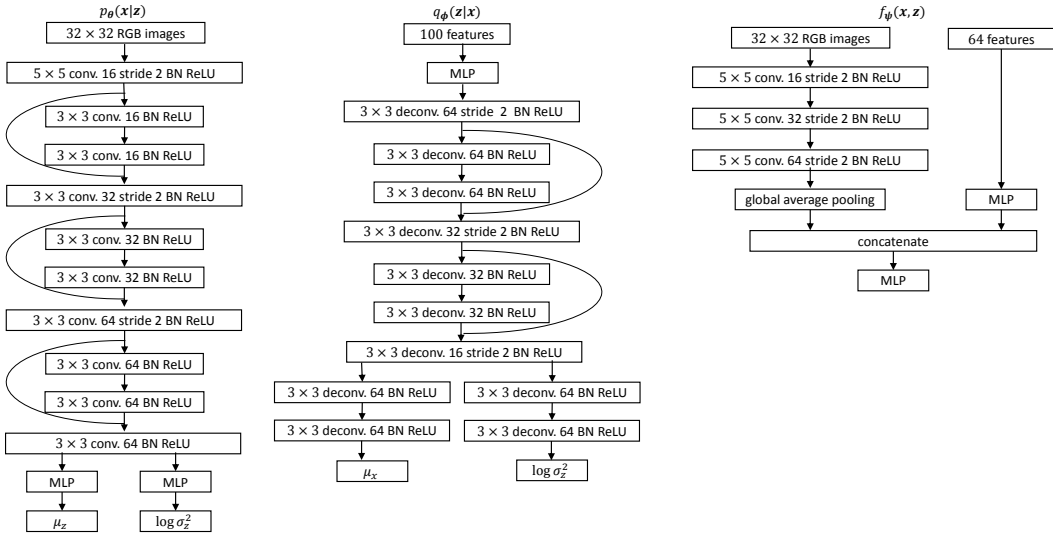 p_θ(x|z)
32 × 32 RGB images
5 × 5 conv. 16 stride 2 BN ReLU
3 × 3 conv. 16 BN ReLU
3 × 3 conv. 16 BN ReLU
3 × 3 conv. 32 stride 2 BN ReLU
3 × 3 conv. 32 BN ReLU
3 × 3 conv. 32 BN ReLU
3 × 3 conv. 64 stride 2 BN ReLU
3 × 3 conv. 64 BN ReLU
3 × 3 conv. 64 BN ReLU
3 × 3 conv. 64 BN ReLU
MLP
MLP
μ_z
log σ_z^2
q_ϕ(z|x)
100 features
MLP
3 × 3 deconv. 64 stride 2 BN ReLU
3 × 3 deconv. 64 BN ReLU
3 × 3 deconv. 64 BN ReLU
3 × 3 deconv. 32 stride 2 BN ReLU
3 × 3 deconv. 32 BN ReLU
3 × 3 deconv. 32 BN ReLU
3 × 3 deconv. 16 stride 2 BN ReLU
3 × 3 deconv. 64 BN ReLU
3 × 3 deconv. 64 BN ReLU
3 × 3 deconv. 64 BN ReLU
3 × 3 deconv. 64 BN ReLU
μ_x
log σ_z^2
f_ψ(x, z)
32 × 32 RGB images
64 features
5 × 5 conv. 16 stride 2 BN ReLU
5 × 5 conv. 32 stride 2 BN ReLU
5 × 5 conv. 64 stride 2 BN ReLU
global average pooling
MLP
concatenate
MLP